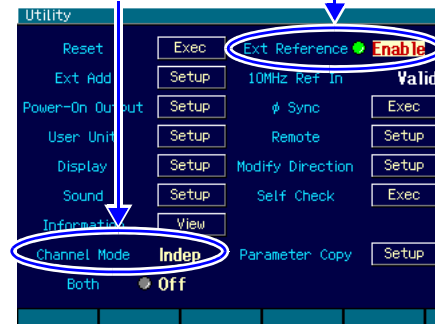 Utility
Reset Exec Ext Reference Enable
Ext Add Setup 10MHz Ref In Valid
Power-On Output Setup ϕ Sync Exec
User Unit Setup Remote Setup
Display Setup Modify Direction Setup
Sound Setup Self Check Exec
Information View
Channel Mode Indep Parameter Copy Setup
Both Off